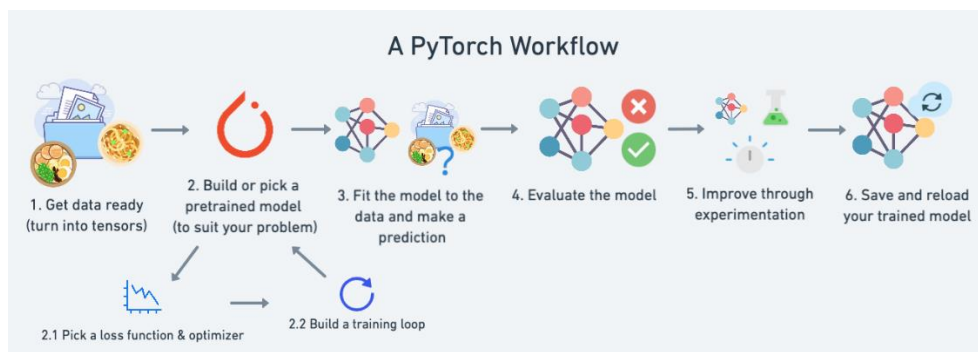 A PyTorch Workflow
1. Get data ready
(turn into tensors)
2. Build or pick a
pretrained model
(to suit your problem)
3. Fit the model to the
data and make a
prediction
4. Evaluate the model
5. Improve through
experimentation
6. Save and reload
your trained model
2.1 Pick a loss function & optimizer
2.2 Build a training loop